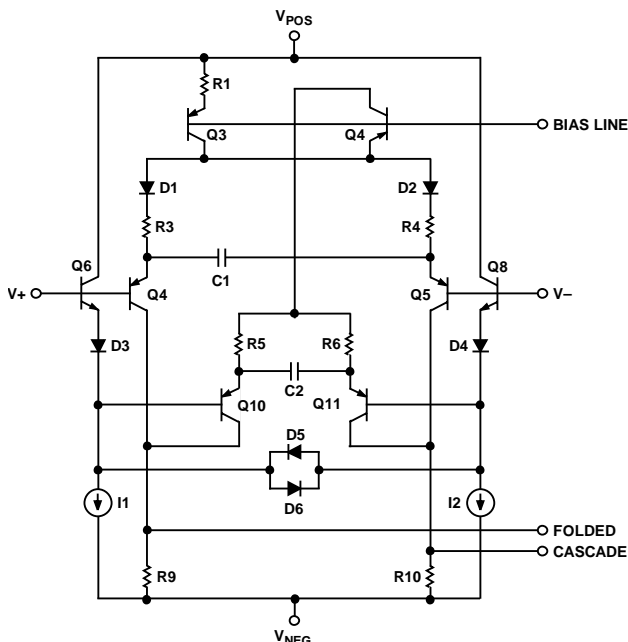 VPOS
R1
Q3
Q4
BIAS LINE
D1
D2
R3
R4
Q6
Q8
C1
V+
Q4
Q5
V–
D3
R5
R6
D4
C2
Q10
Q11
D5
I1
D6
I2
FOLDED
CASCADE
R9
R10
VNEG